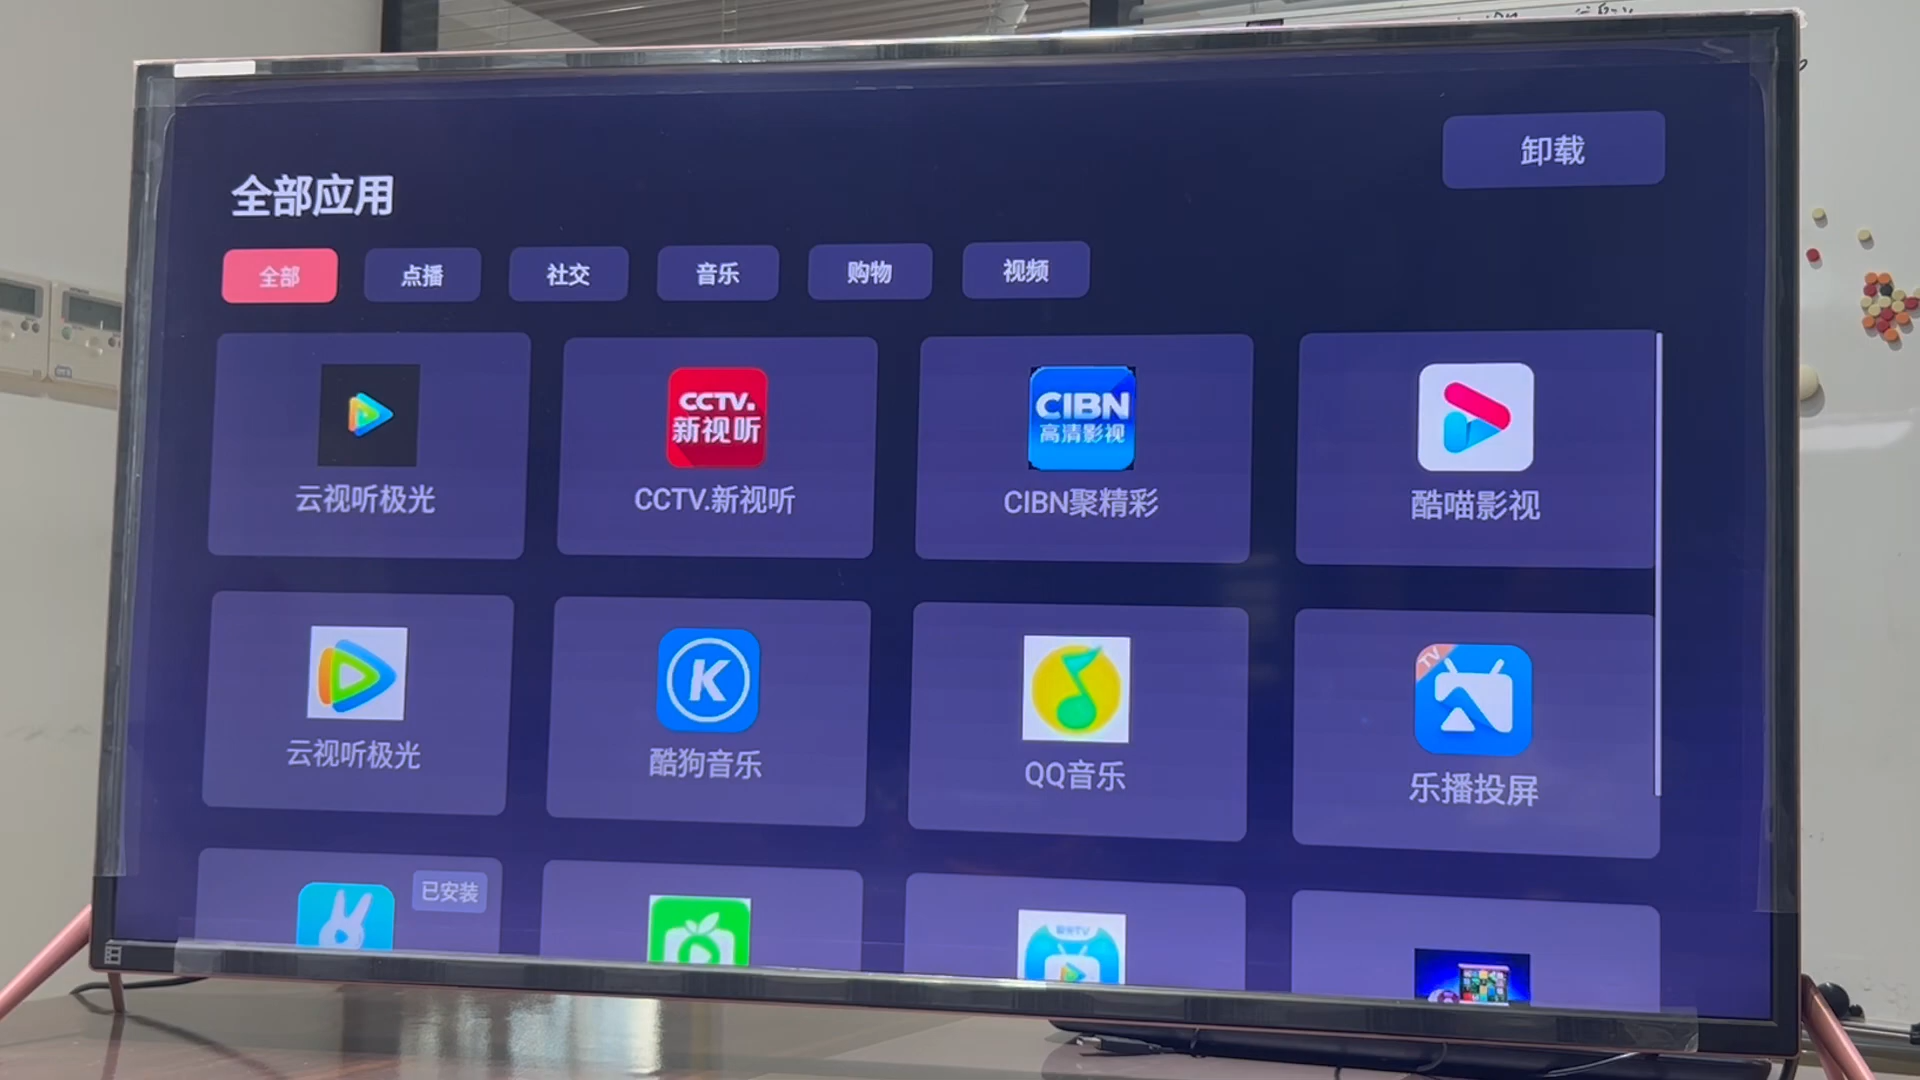 卸载
全部应用
全部 点播 社交 音乐 购物 视频
CCTV.
新视听
CIBN
高清影视
云视听极光 CCTV.新视听 CIBN聚精彩 酷喵影视
K
TV
云视听极光 酷狗音乐 QQ音乐 乐播投屏
已安装